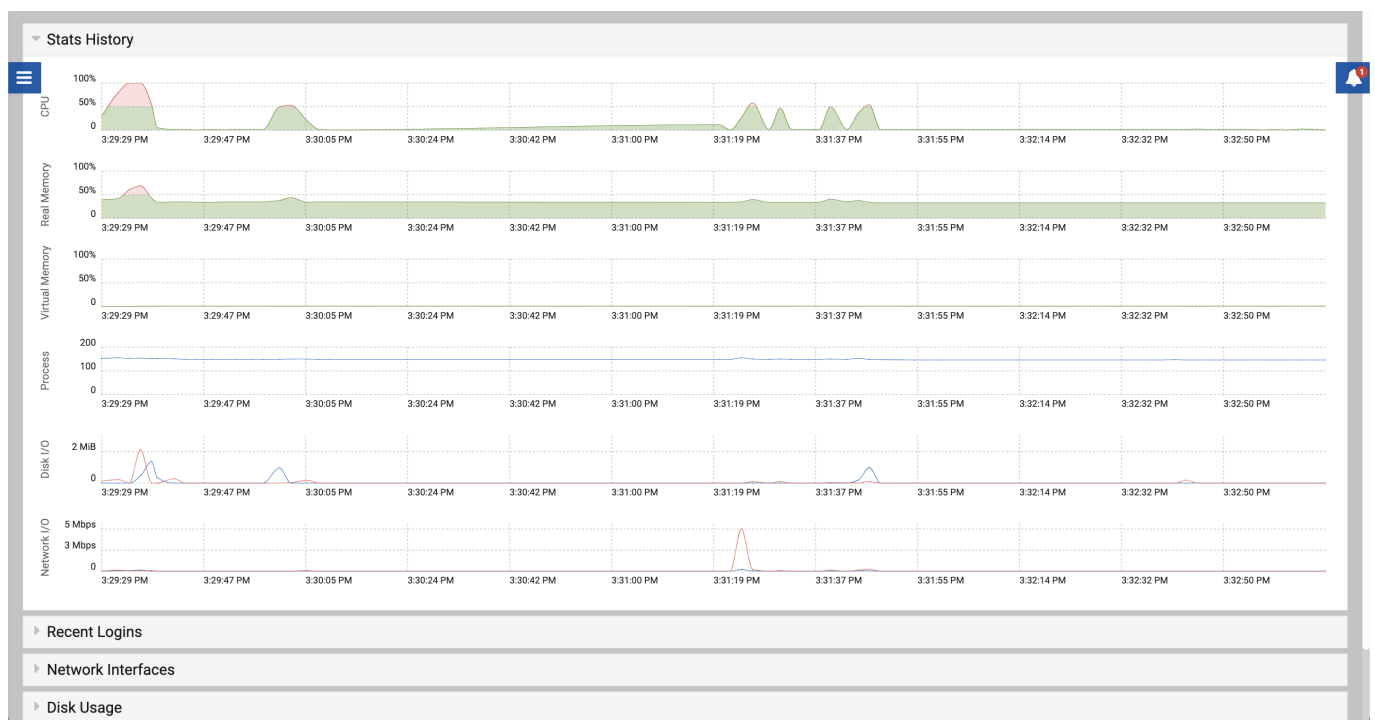 Stats History
1
CPU
100%
50%
0
3:29:29 PM 3:29:47 PM 3:30:05 PM 3:30:24 PM 3:30:42 PM 3:31:00 PM 3:31:19 PM 3:31:37 PM 3:31:55 PM 3:32:14 PM 3:32:32 PM 3:32:50 PM
Real Memory
100%
50%
0
3:29:29 PM 3:29:47 PM 3:30:05 PM 3:30:24 PM 3:30:42 PM 3:31:00 PM 3:31:19 PM 3:31:37 PM 3:31:55 PM 3:32:14 PM 3:32:32 PM 3:32:50 PM
Virtual Memory
100%
50%
0
3:29:29 PM 3:29:47 PM 3:30:05 PM 3:30:24 PM 3:30:42 PM 3:31:00 PM 3:31:19 PM 3:31:37 PM 3:31:55 PM 3:32:14 PM 3:32:32 PM 3:32:50 PM
Process
200
100
0
3:29:29 PM 3:29:47 PM 3:30:05 PM 3:30:24 PM 3:30:42 PM 3:31:00 PM 3:31:19 PM 3:31:37 PM 3:31:55 PM 3:32:14 PM 3:32:32 PM 3:32:50 PM
Disk I/O
2 MiB
0
3:29:29 PM 3:29:47 PM 3:30:05 PM 3:30:24 PM 3:30:42 PM 3:31:00 PM 3:31:19 PM 3:31:37 PM 3:31:55 PM 3:32:14 PM 3:32:32 PM 3:32:50 PM
Network I/O
5 Mbps
3 Mbps
0
3:29:29 PM 3:29:47 PM 3:30:05 PM 3:30:24 PM 3:30:42 PM 3:31:00 PM 3:31:19 PM 3:31:37 PM 3:31:55 PM 3:32:14 PM 3:32:32 PM 3:32:50 PM
Recent Logins
Network Interfaces
Disk Usage